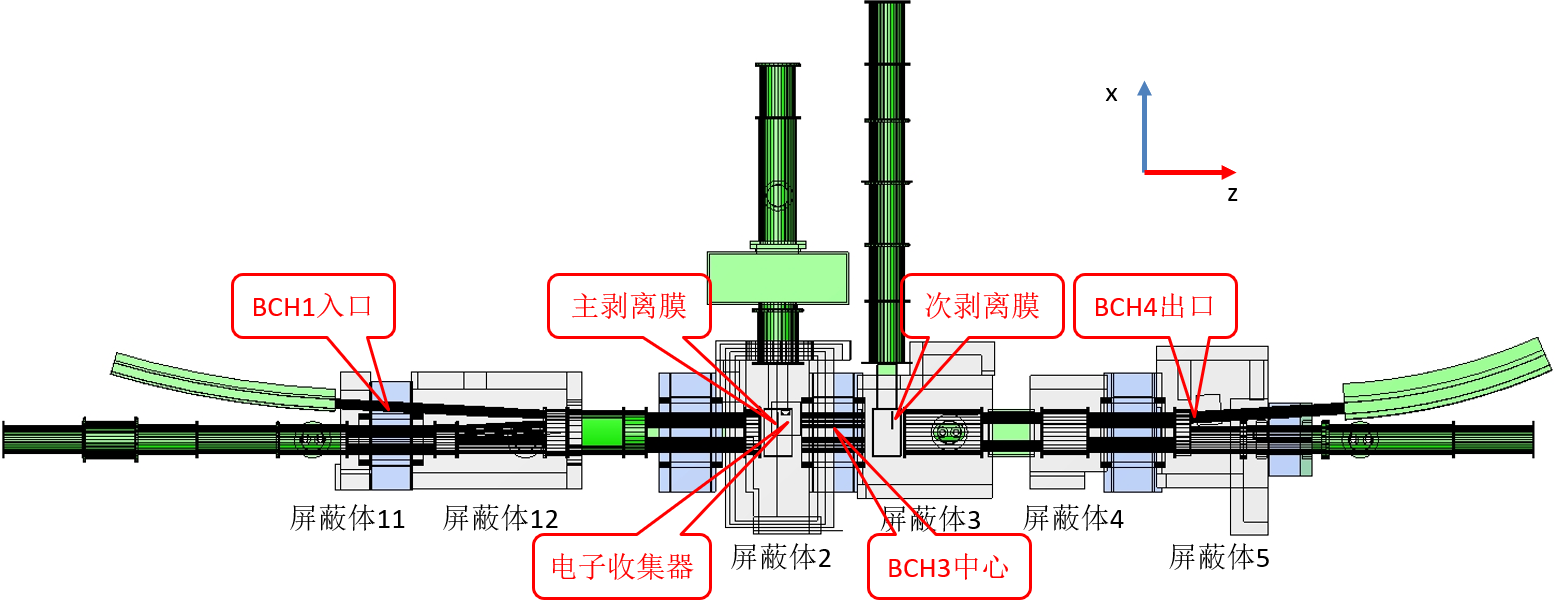 x
z
BCH1入口
主剥离膜
次剥离膜
BCH4出口
屏蔽体11
屏蔽体12
屏蔽体3
屏蔽体4
屏蔽体2
屏蔽体5
电子收集器
BCH3中心